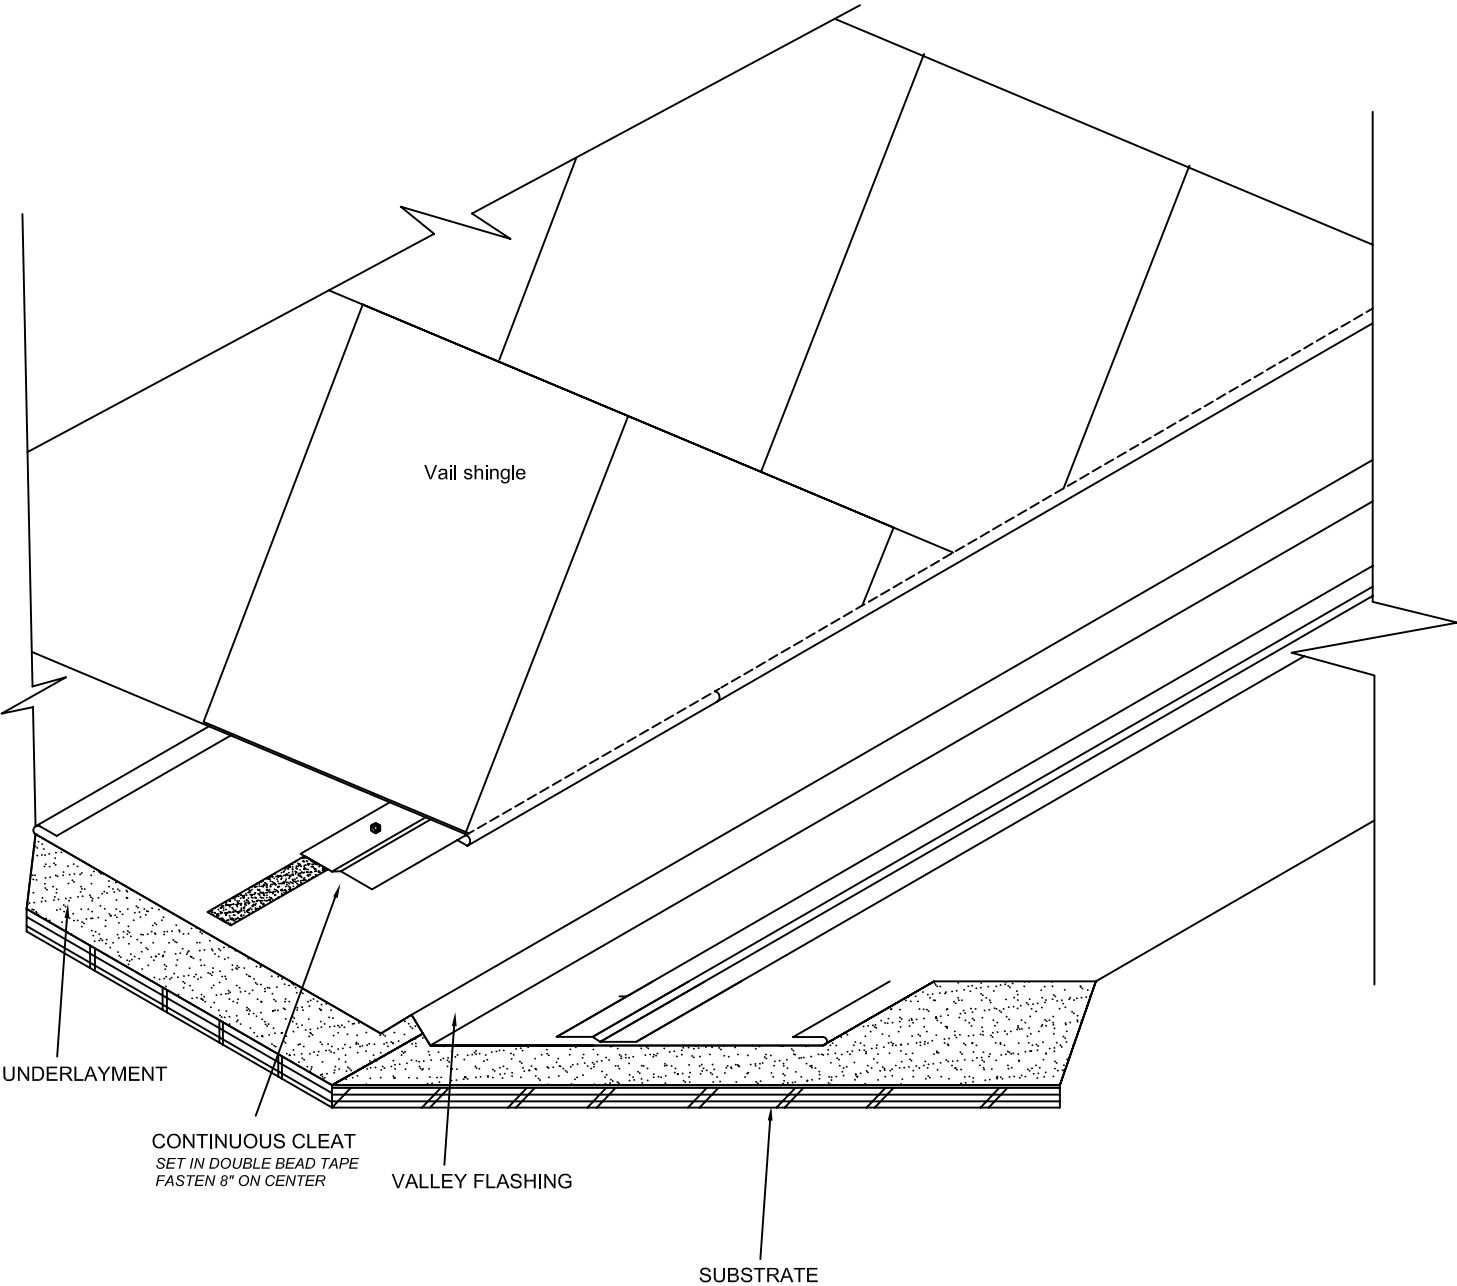 Vail shingle
UNDERLAYMENT
CONTINUOUS CLEAT
SET IN DOUBLE BEAD TAPE
FASTEN 8" ON CENTER
VALLEY FLASHING
SUBSTRATE